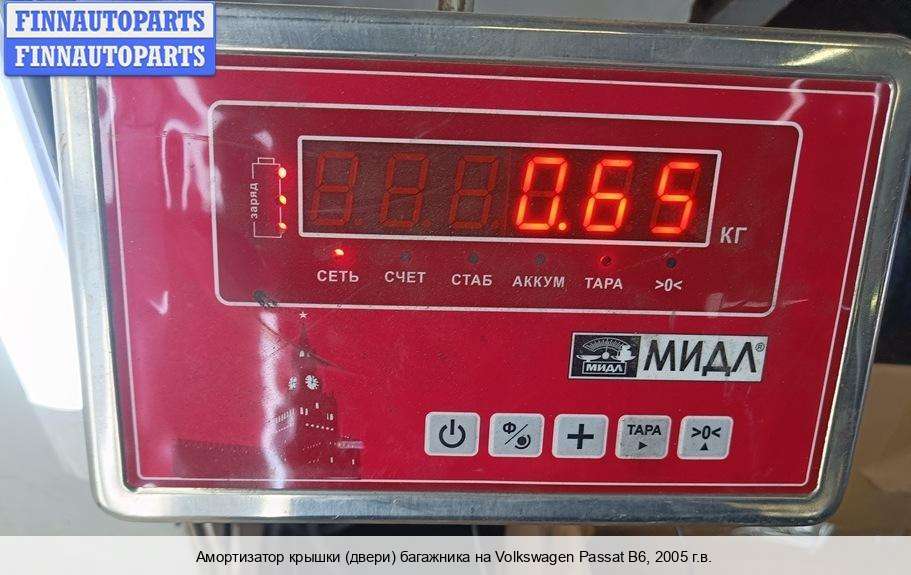 FINNAUTOPARTS
FINNAUTOPARTS
заряд
0.65
КГ
СЕТЬ СЧЕТ СТАБ АККУМ ТАРА >0<
МИДЛ МИДЛ®
Ф ТАРА >0<
Амортизатор крышки (двери) багажника на Volkswagen Passat B6, 2005 г.в.